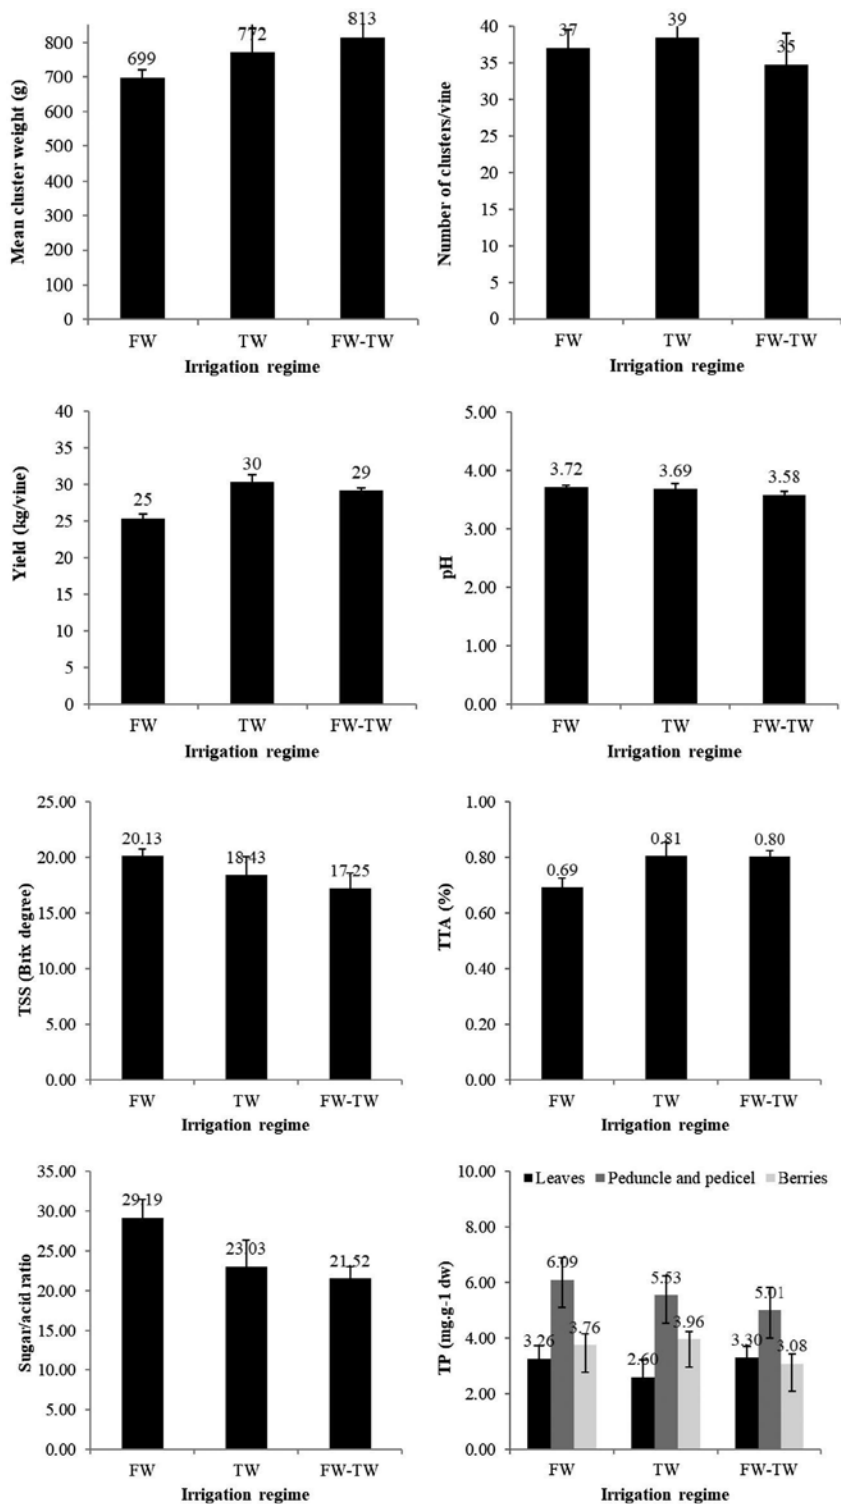 Mean cluster weight (g)
800
700
600
500
400
300
200
100
0
699
772
813
FW
TW
FW-TW
Irrigation regime
Number of clusters/vine
40
35
30
25
20
15
10
5
0
37
39
35
FW
TW
FW-TW
Irrigation regime
Yield (kg/vine)
40
35
30
25
20
15
10
5
0
25
30
29
FW
TW
FW-TW
Irrigation regime
pH
5.00
4.00
3.00
2.00
1.00
0.00
3.72
3.69
3.58
FW
TW
FW-TW
Irrigation regime
TSS (Brix degree)
25.00
20.00
15.00
10.00
5.00
0.00
20.13
18.43
17.25
FW
TW
FW-TW
Irrigation regime
TTA (%)
1.00
0.80
0.60
0.40
0.20
0.00
0.69
0.81
0.80
FW
TW
FW-TW
Irrigation regime
Sugar/acid ratio
35.00
30.00
25.00
20.00
15.00
10.00
5.00
0.00
29.19
23.03
21.52
FW
TW
FW-TW
Irrigation regime
TP (mg.g-1 dw)
10.00
8.00
6.00
4.00
2.00
0.00
Leaves Peduncle and pedicel Berries
3.26
6.09
3.76
2.60
5.53
3.96
3.30
5.01
3.08
FW
TW
FW-TW
Irrigation regime